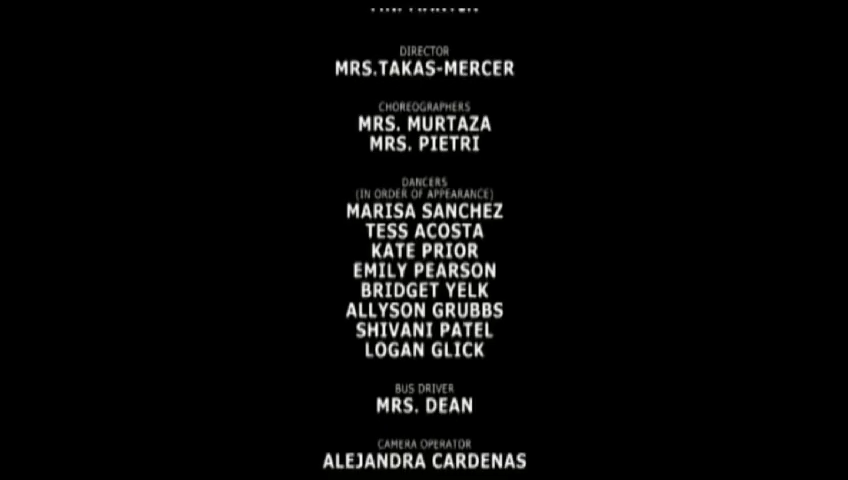 DIRECTOR
MRS.TAKAS-MERCER
CHOREOGRAPHERS
MRS. MURTAZA
MRS. PIETRI
DANCERS
(IN ORDER OF APPEARANCE)
MARISA SANCHEZ
TESS ACOSTA
KATE PRIOR
EMILY PEARSON
BRIDGET YELK
ALLYSON GRUBBS
SHIVANI PATEL
LOGAN GLICK
BUS DRIVER
MRS. DEAN
CAMERA OPERATOR
ALEJANDRA CARDENAS